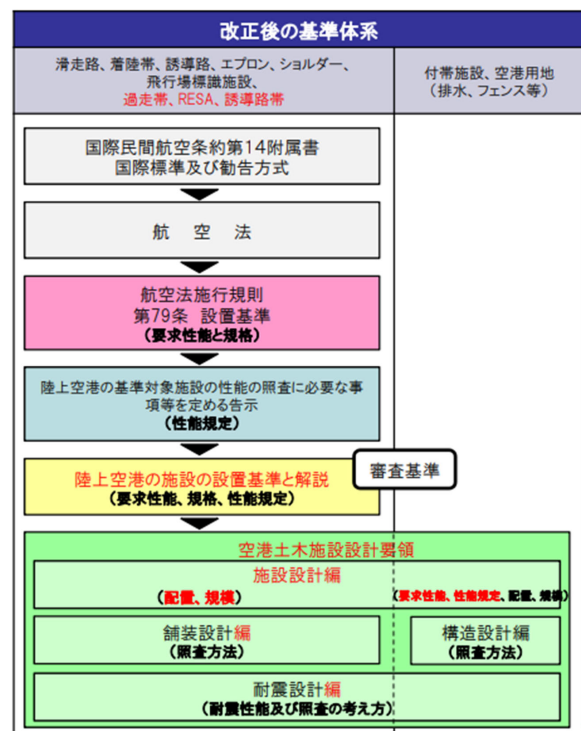 改正後の基準体系
滑走路、着陸帯、誘導路、エプロン、ショルダー、
飛行場標識施設、
過走帯、RESA、誘導路帯
付帯施設、空港用地
（排水、フェンス等）
国際民間航空条約第14附属書
国際標準及び勧告方式
航　空　法
航空法施行規則
第79条 設置基準
（要求性能と規格）
陸上空港の基準対象施設の性能の照査に必要な事
項等を定める告示
（性能規定）
審査基準
陸上空港の施設の設置基準と解説
（要求性能、規格、性能規定）
空港土木施設設計要領
施設設計編
（配置、規模）
（要求性能、性能規定、配置、規模）
舗装設計編
（照査方法）
構造設計編
（照査方法）
耐震設計編
（耐震性能及び照査の考え方）